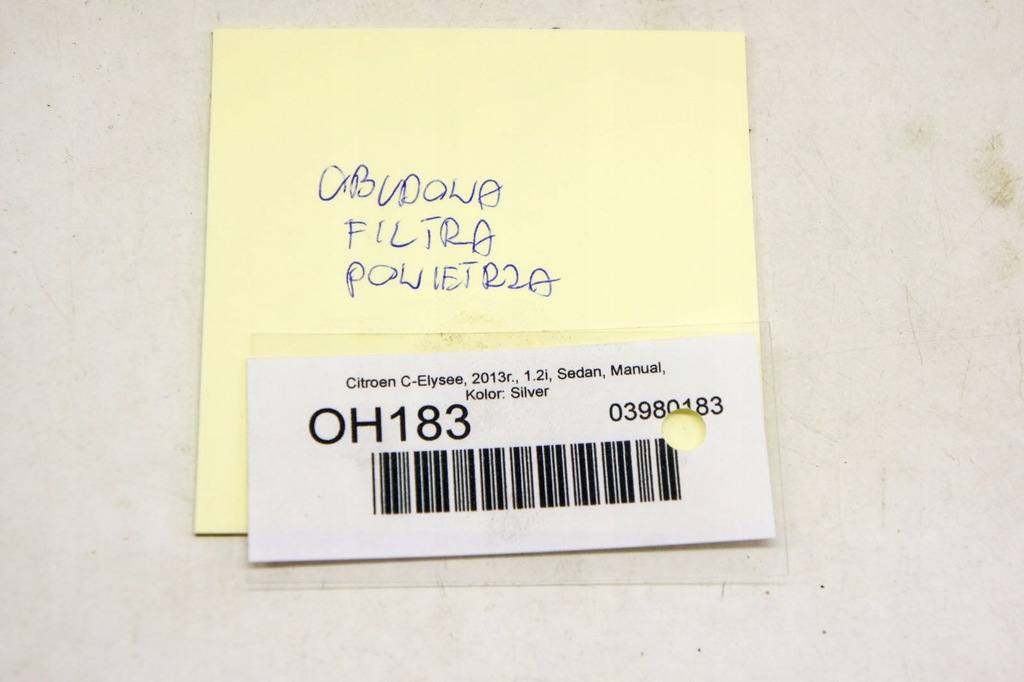 OBUDOWA
FILTRA
POWIETRZA
Citroen C-Elysee, 2013r., 1.2i, Sedan, Manual,
Kolor: Silver
OH183
03980183